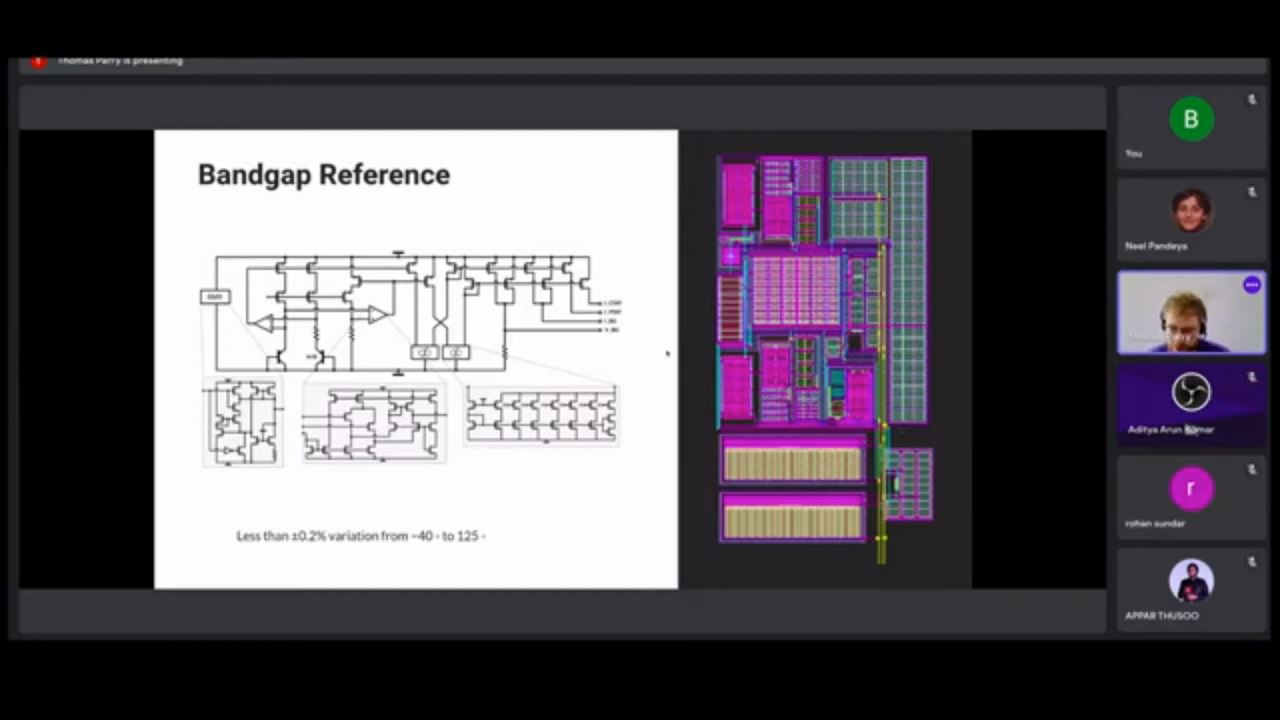 Thomas Parry is presenting
Bandgap Reference
Less than ±0.2% variation from −40 ◦ to 125 ◦
B
You
Neel Pandeya
Aditya Arun Kumar
r
rohan sundar
APPAR THUSOO